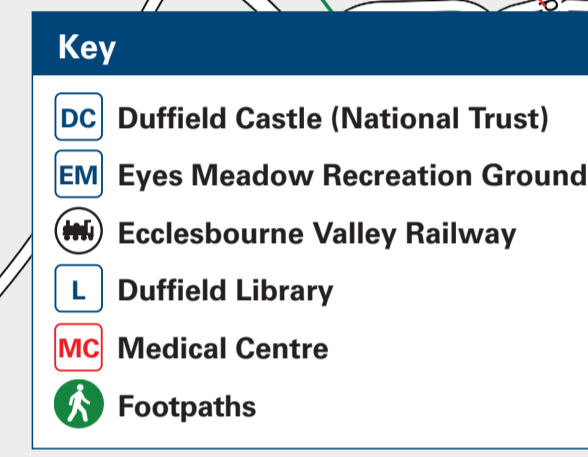 Key
DC Duffield Castle (National Trust)
EM Eyes Meadow Recreation Ground
Ecclesbourne Valley Railway
L Duffield Library
MC Medical Centre
Footpaths